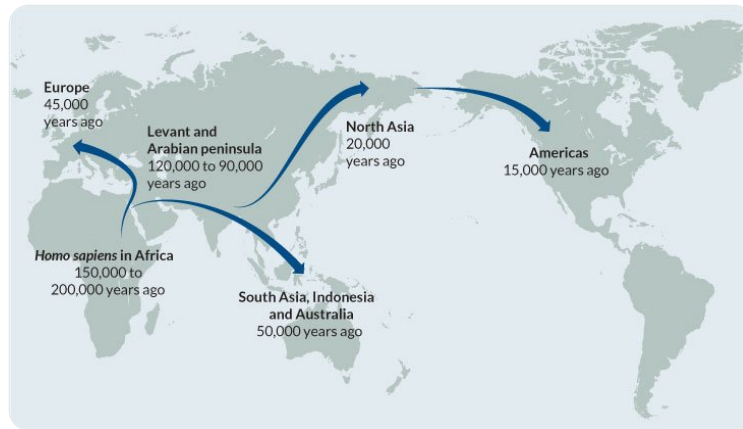 Europe
45,000
years ago
Levant and
Arabian peninsula
120,000 to 90,000
years ago
North Asia
20,000
years ago
Americas
15,000 years ago
Homo sapiens in Africa
150,000 to
200,000 years ago
South Asia, Indonesia
and Australia
50,000 years ago